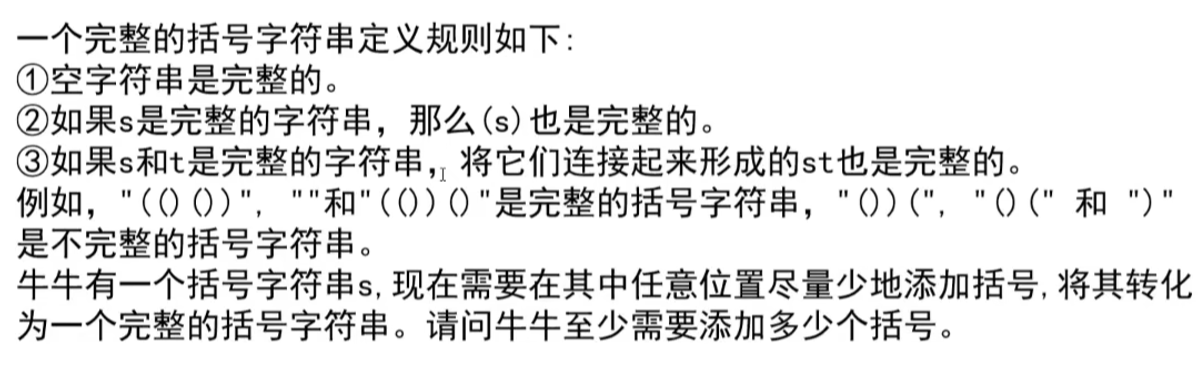 一个完整的括号字符串定义规则如下:
①空字符串是完整的。
②如果s是完整的字符串，那么(s)也是完整的。
③如果s和t是完整的字符串，将它们连接起来形成的st也是完整的。
例如，"(()())", ""和"(())()"是完整的括号字符串，"())(", "()(" 和 ")"
是不完整的括号字符串。
牛牛有一个括号字符串s,现在需要在其中任意位置尽量少地添加括号,将其转化
为一个完整的括号字符串。请问牛牛至少需要添加多少个括号。